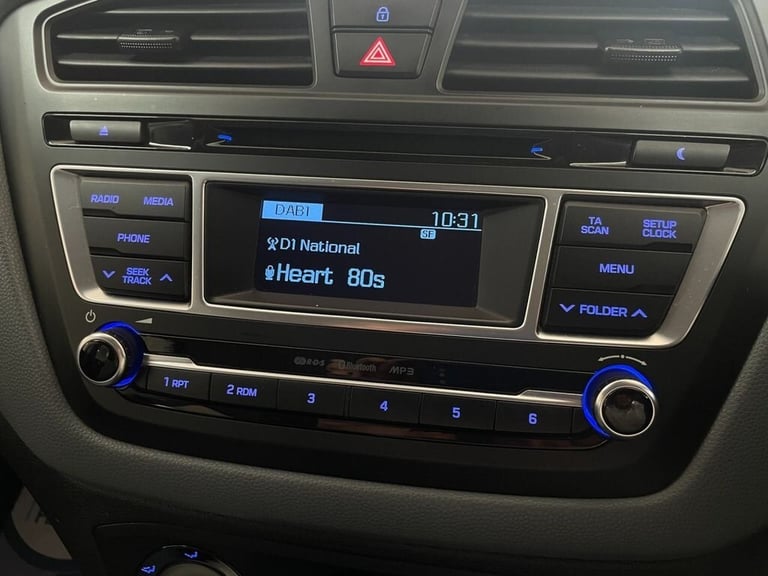 RADIO MEDIA
PHONE
SEEK
TRACK
DAB1
10:31
SF
D1 National
Heart 80s
TA
SCAN
SETUP
CLOCK
MENU
FOLDER
R·D·S Bluetooth MP3
1 RPT
2 RDM
3
4
5
6